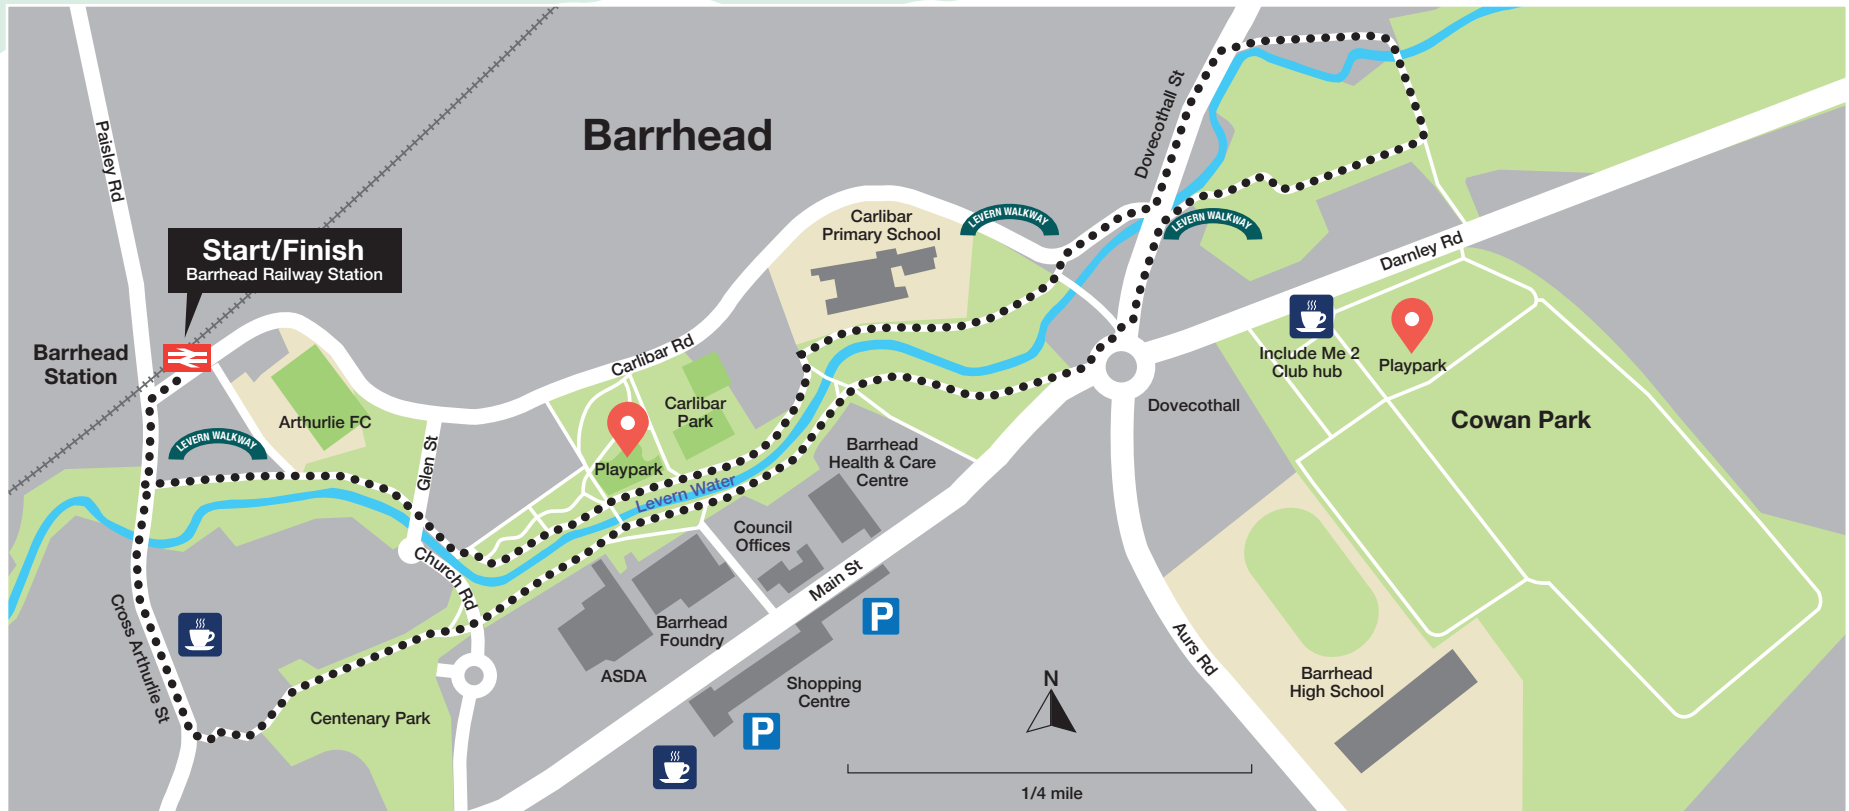 Barrhead
Paisley Rd
Dovecothall St
Start/Finish
Barrhead Railway Station
Carlibar
Primary School
LEVERN WALKWAY
LEVERN WALKWAY
Darnley Rd
Barrhead
Station
Carlibar Rd
Include Me 2
Club hub
Playpark
Arthurlie FC
Carlibar
Park
Dovecothall
Cowan Park
LEVERN WALKWAY
Glen St
Playpark
Barrhead
Health & Care
Centre
Levern Water
Council
Offices
Church Rd
Main St
Cross Arthurlie St
P
Barrhead
Foundry
ASDA
Aurs Rd
Barrhead
High School
Shopping
Centre
N
Centenary Park
P
1/4 mile